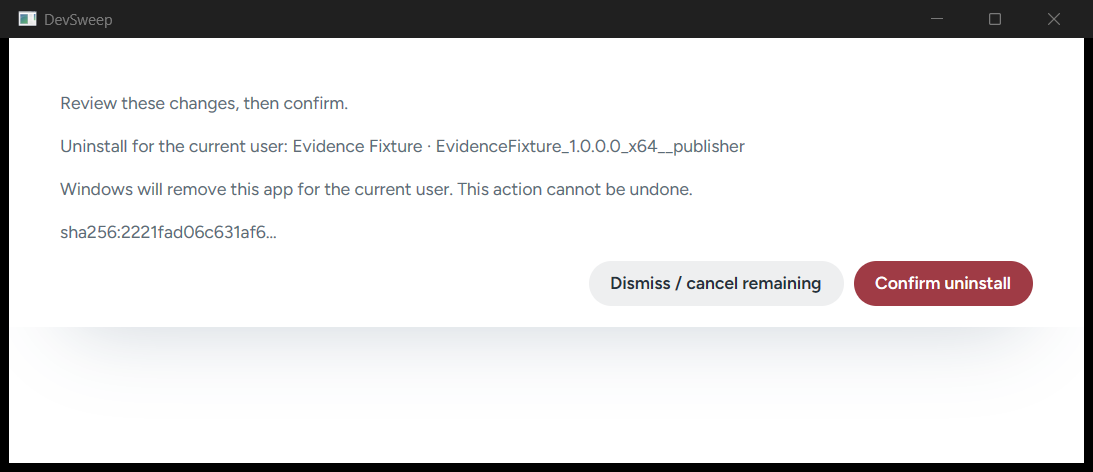 DevSweep
Review these changes, then confirm.
Uninstall for the current user: Evidence Fixture · EvidenceFixture_1.0.0.0_x64__publisher
Windows will remove this app for the current user. This action cannot be undone.
sha256:2221fad06c631af6...
Dismiss / cancel remaining
Confirm uninstall